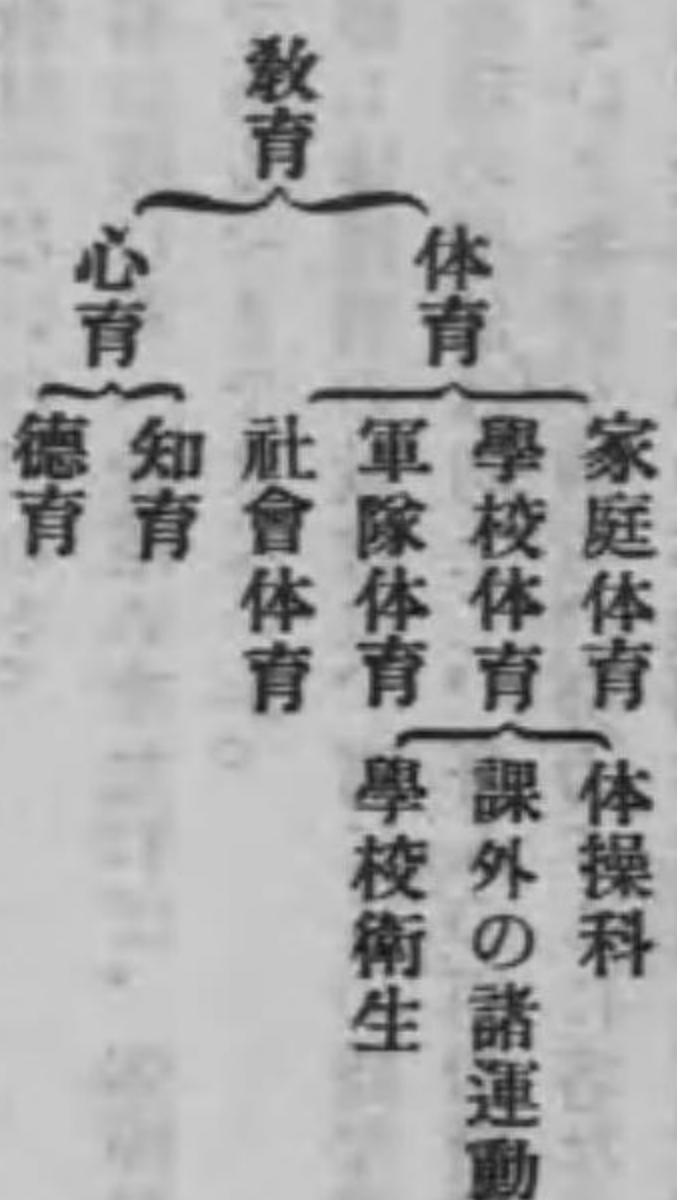 教育
体育
家庭体育
學校体育
体操科
課外の諸運動
學校衛生
軍隊体育
社會体育
心育
知育
德育